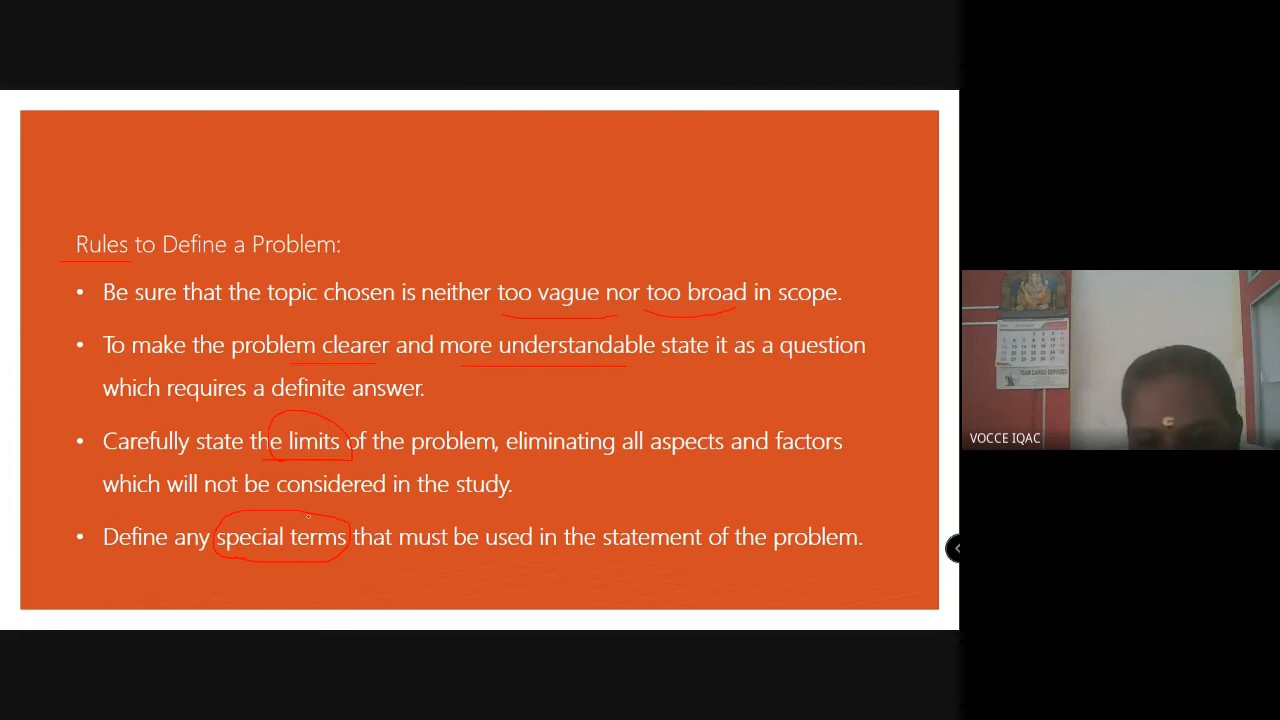 Rules to Define a Problem:
• Be sure that the topic chosen is neither too vague nor too broad in scope.
• To make the problem clearer and more understandable state it as a question
which requires a definite answer.
• Carefully state the limits of the problem, eliminating all aspects and factors
which will not be considered in the study.
• Define any special terms that must be used in the statement of the problem.
TEAM CARGO SERVICES
VOCCE IQAC